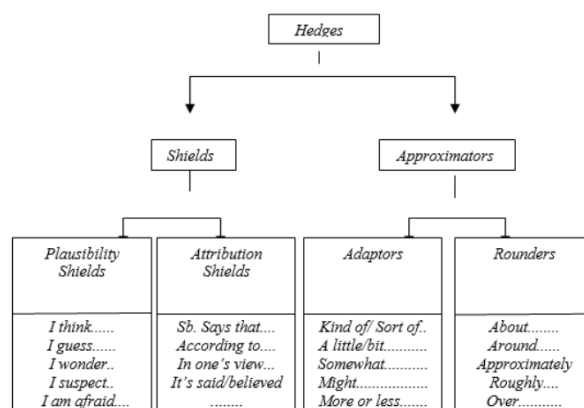 Hedges
Shields
Approximators
Plausibility
Shields
I think......
I guess......
I wonder..
I suspect..
I am afraid....
Attribution
Shields
Sb. Says that....
According to....
In one's view...
It's said/believed
........
Adaptors
Kind of/ Sort of..
A little/bit...........
Somewhat............
Might.................
More or less.......
Rounders
About........
Around.......
Approximately
Roughly....
Over..........